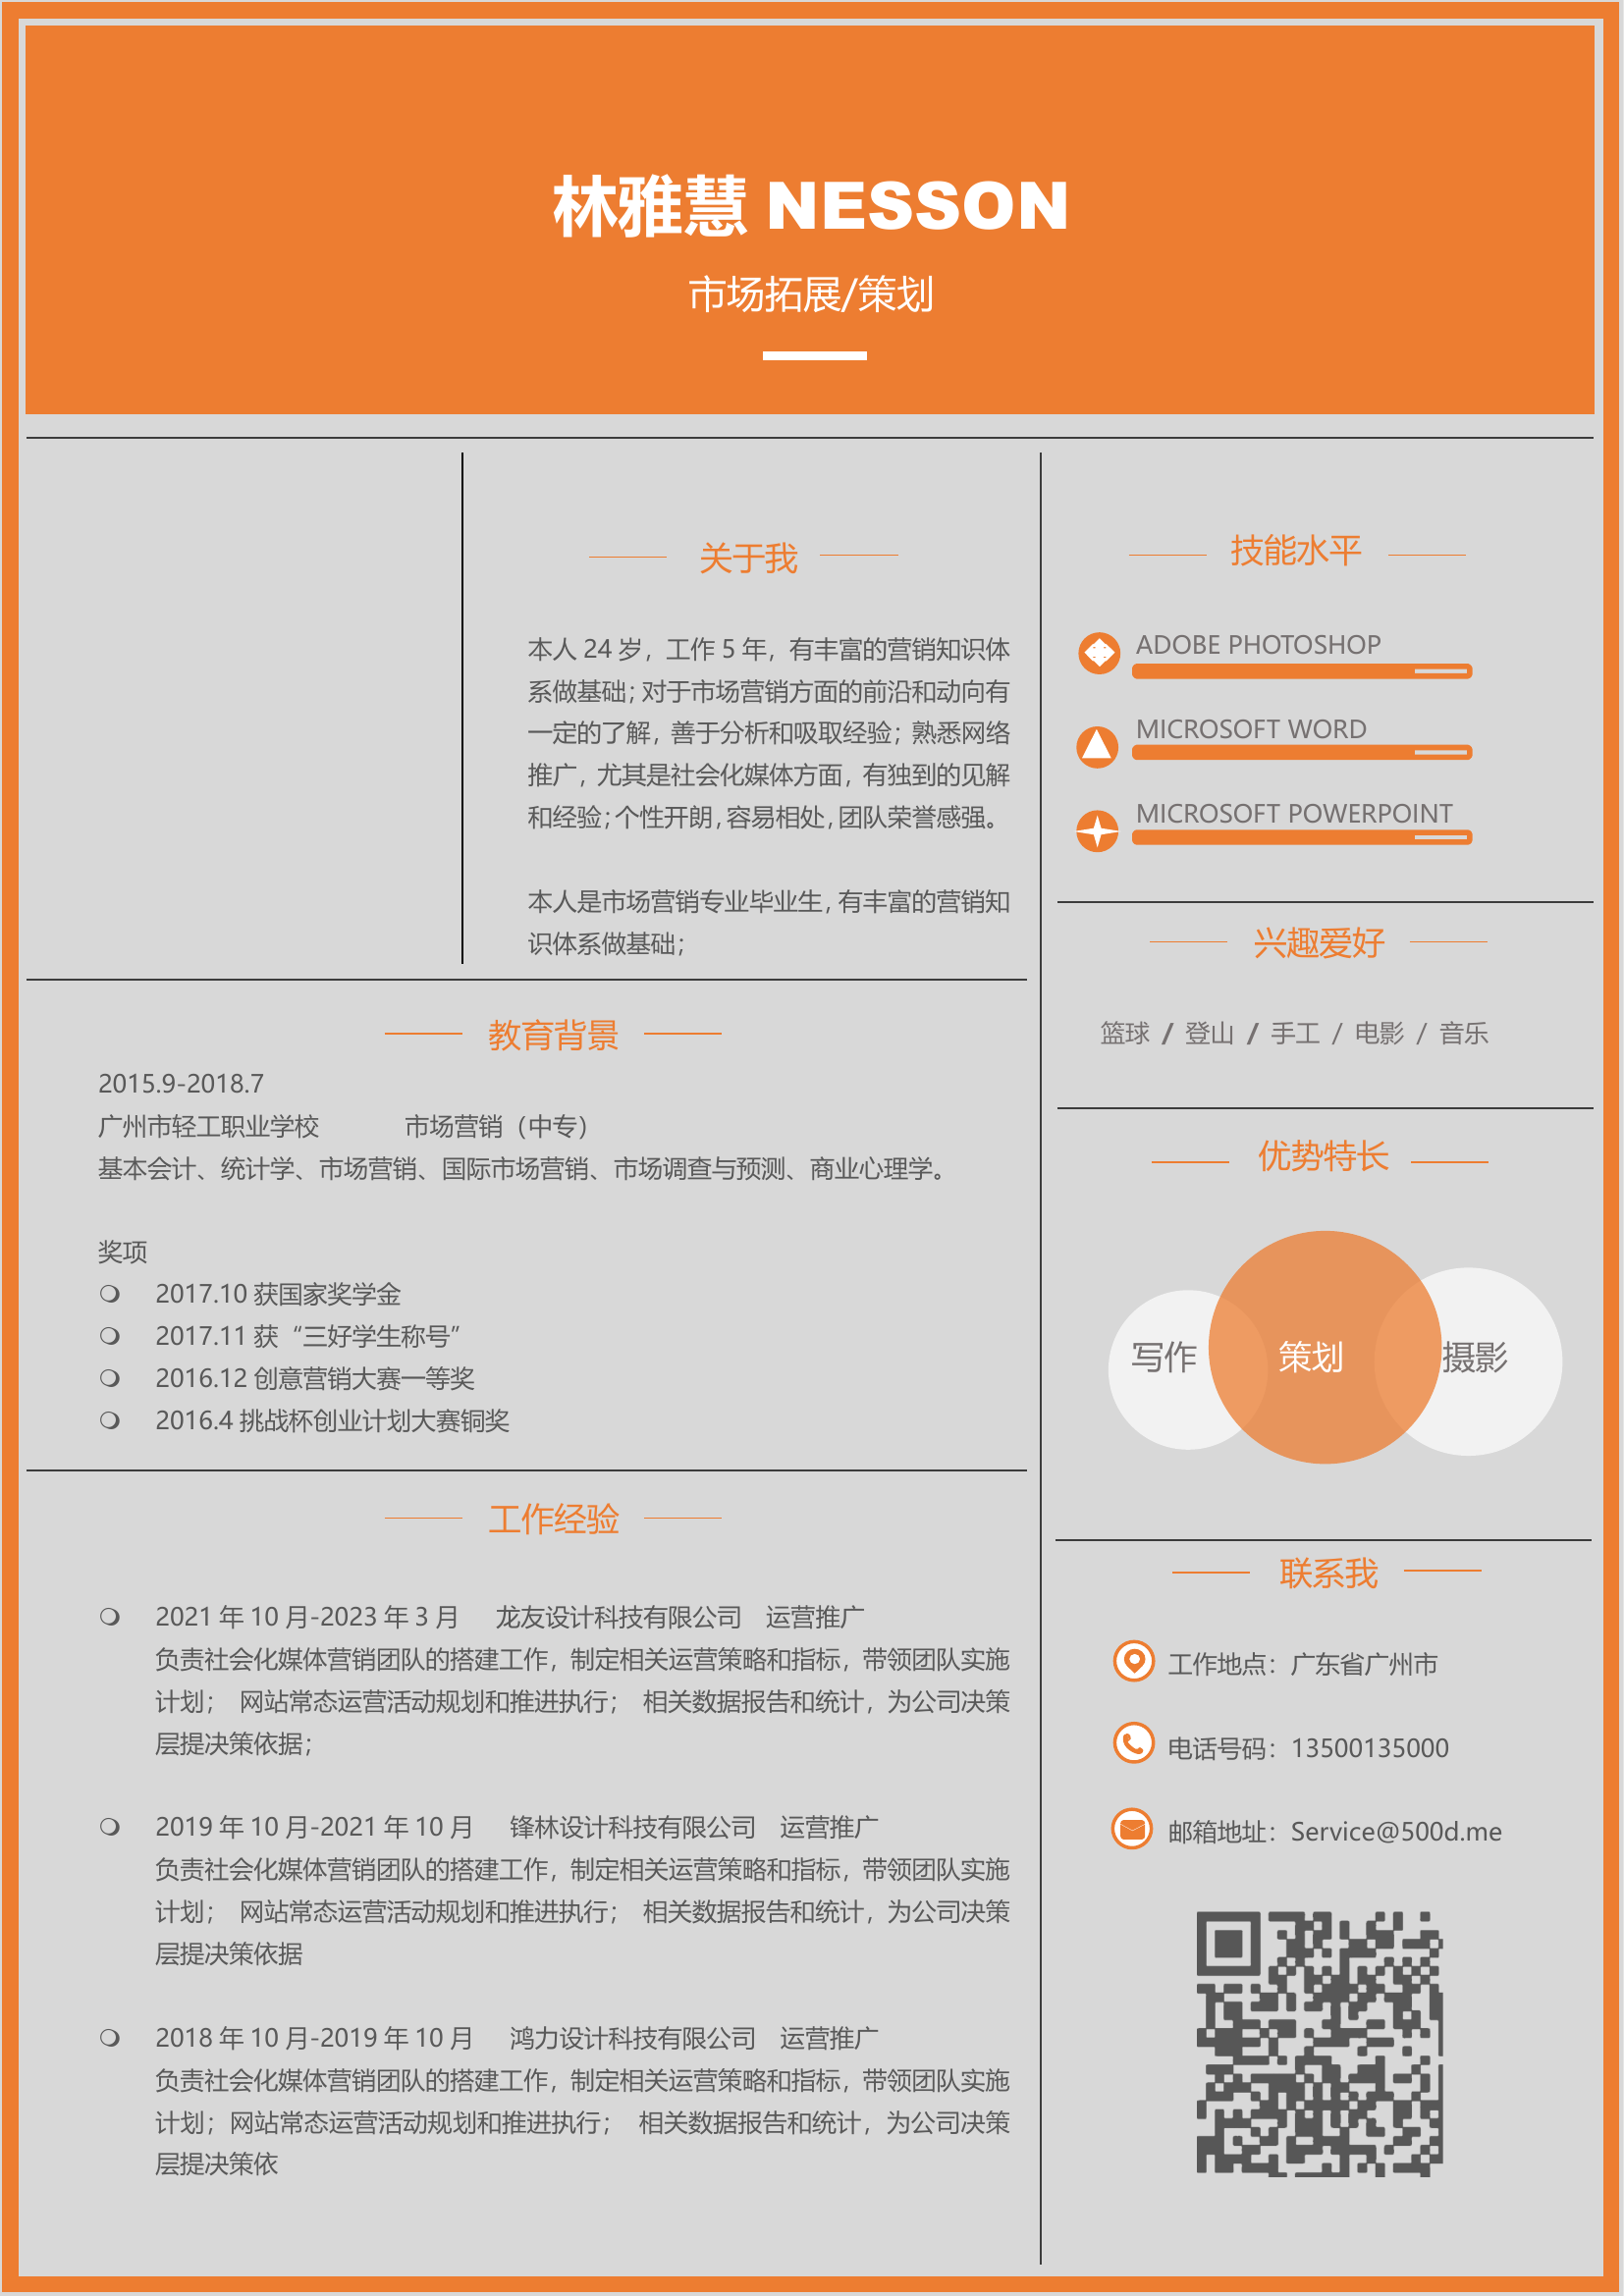 林雅慧 NESSON
市场拓展/策划
关于我
本人 24 岁，工作 5 年，有丰富的营销知识体
系做基础；对于市场营销方面的前沿和动向有
一定的了解，善于分析和吸取经验；熟悉网络
推广，尤其是社会化媒体方面，有独到的见解
和经验；个性开朗，容易相处，团队荣誉感强。
本人是市场营销专业毕业生，有丰富的营销知
识体系做基础；
教育背景
2015.9-2018.7
广州市轻工职业学校 市场营销（中专）
基本会计、统计学、市场营销、国际市场营销、市场调查与预测、商业心理学。
奖项
2017.10 获国家奖学金
2017.11 获“三好学生称号”
2016.12 创意营销大赛一等奖
2016.4 挑战杯创业计划大赛铜奖
工作经验
2021 年 10 月-2023 年 3 月 龙友设计科技有限公司 运营推广
负责社会化媒体营销团队的搭建工作，制定相关运营策略和指标，带领团队实施
计划； 网站常态运营活动规划和推进执行； 相关数据报告和统计，为公司决策
层提决策依据；
2019 年 10 月-2021 年 10 月 锋林设计科技有限公司 运营推广
负责社会化媒体营销团队的搭建工作，制定相关运营策略和指标，带领团队实施
计划； 网站常态运营活动规划和推进执行； 相关数据报告和统计，为公司决策
层提决策依据
2018 年 10 月-2019 年 10 月 鸿力设计科技有限公司 运营推广
负责社会化媒体营销团队的搭建工作，制定相关运营策略和指标，带领团队实施
计划；网站常态运营活动规划和推进执行； 相关数据报告和统计，为公司决策
层提决策依
技能水平
ADOBE PHOTOSHOP
MICROSOFT WORD
MICROSOFT POWERPOINT
兴趣爱好
篮球 / 登山 / 手工 / 电影 / 音乐
优势特长
写作 策划 摄影
联系我
工作地点：广东省广州市
电话号码：13500135000
邮箱地址：Service@500d.me